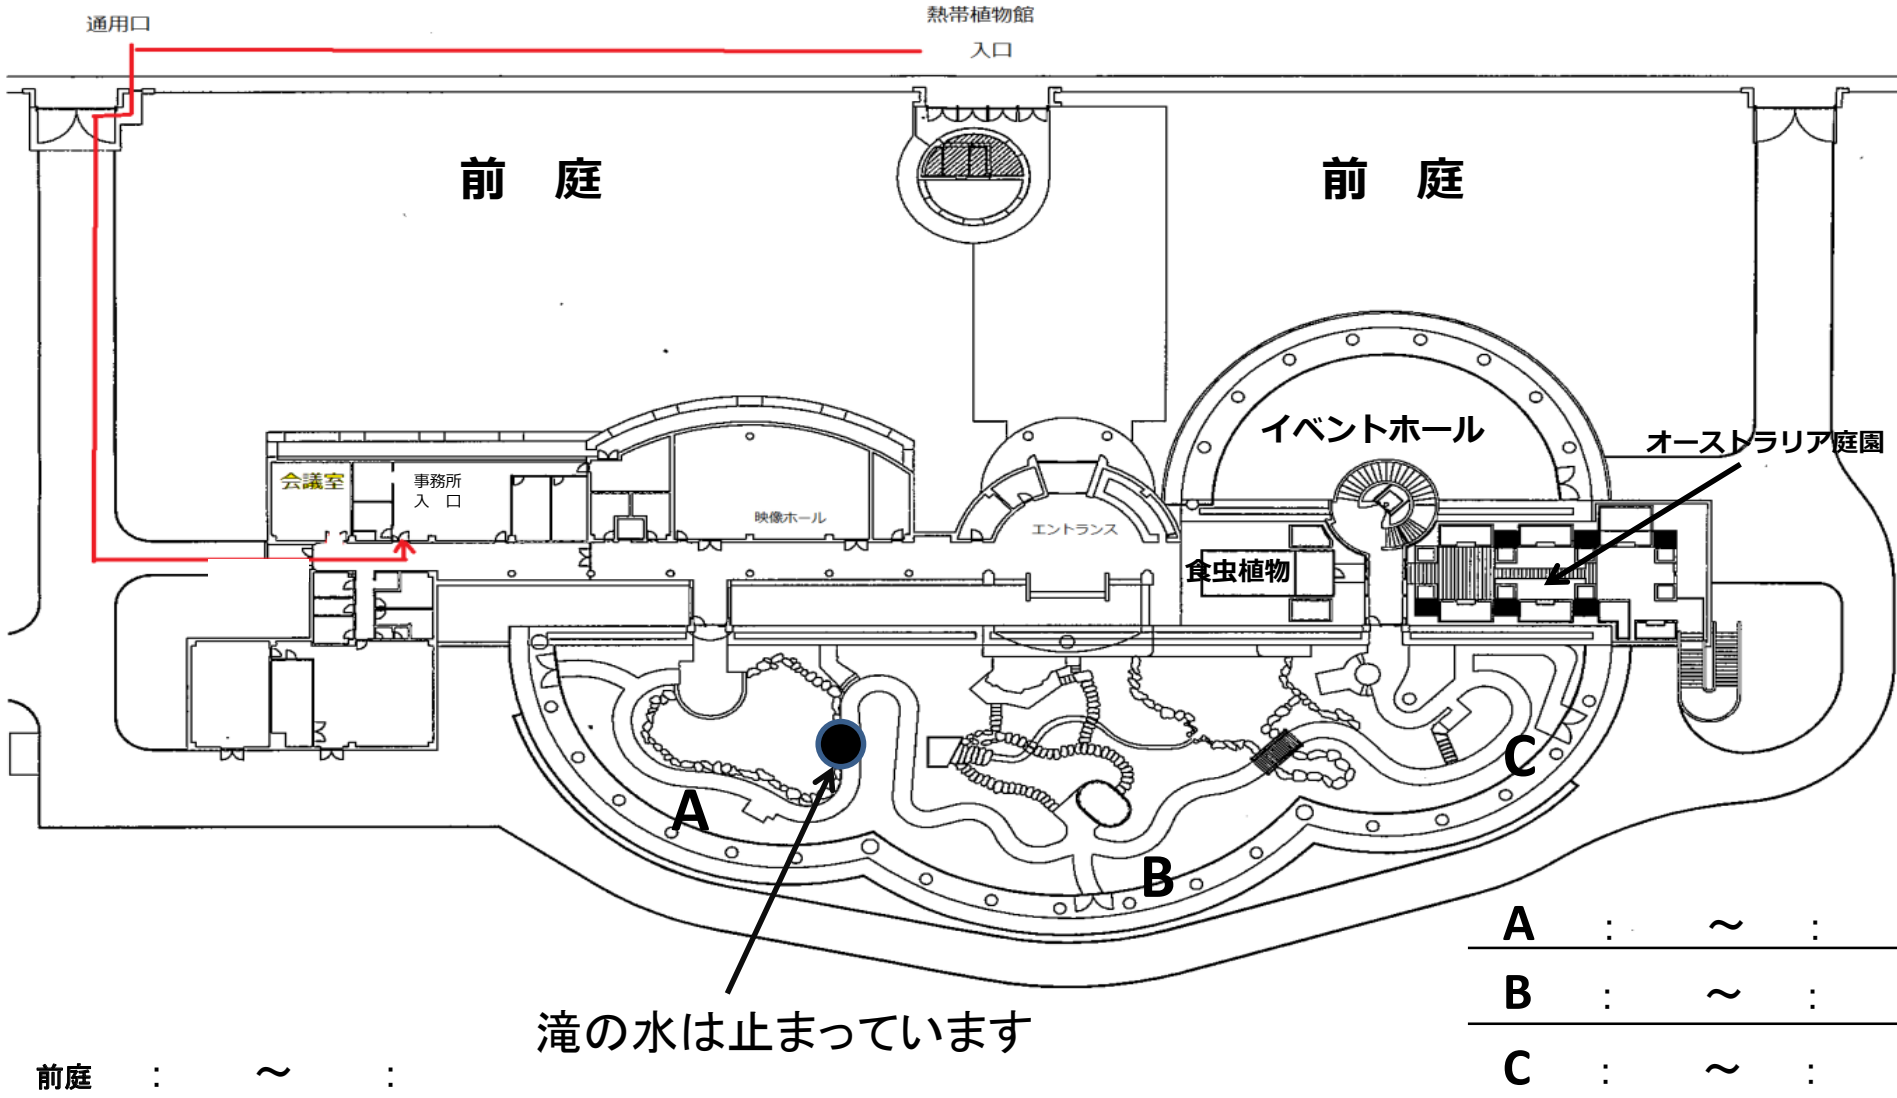 通用口
熱帯植物館
入口
前　庭
前　庭
イベントホール
オーストラリア庭園
会議室
事務所
入 口
映像ホール
エントランス
食虫植物
A
B
C
滝の水は止まっています
A　：　～　：
B　：　～　：
C　：　～　：
前庭　：　～　：